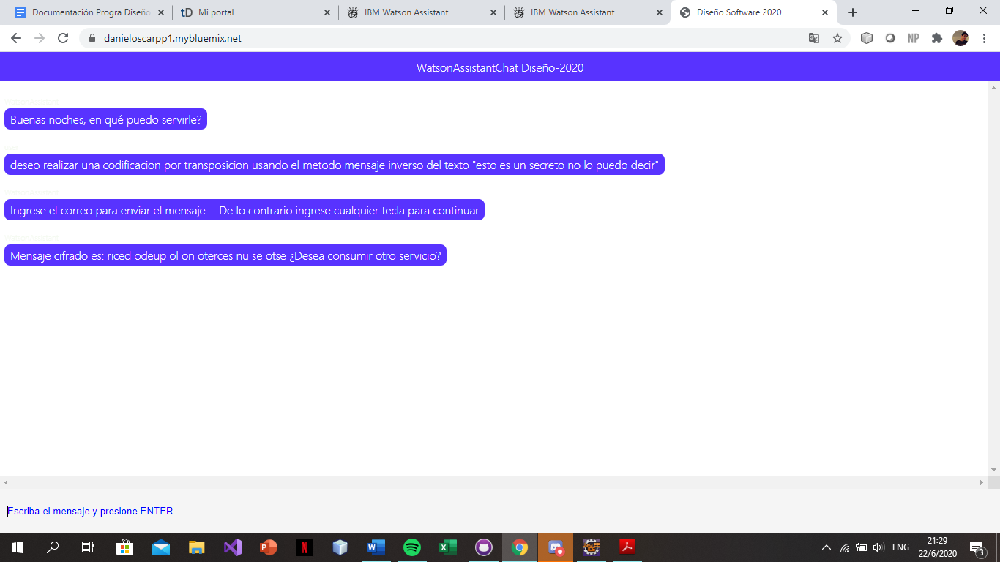 Documentación Progra Diseño
Mi portal
IBM Watson Assistant
IBM Watson Assistant
Diseño Software 2020
danieloscarpp1.mybluemix.net
NP
WatsonAssistantChat Diseño-2020
WatsonAssistant
Buenas noches, en qué puedo servirle?
deseo realizar una codificacion por transposicion usando el metodo mensaje inverso del texto "esto es un secreto no lo puedo decir"
WatsonAssistant
Ingrese el correo para enviar el mensaje.... De lo contrario ingrese cualquier tecla para continuar
WatsonAssistant
Mensaje cifrado es: riced odeup ol on oterces nu se otse ¿Desea consumir otro servicio?
Escriba el mensaje y presione ENTER
ENG
21:29
22/6/2020
3